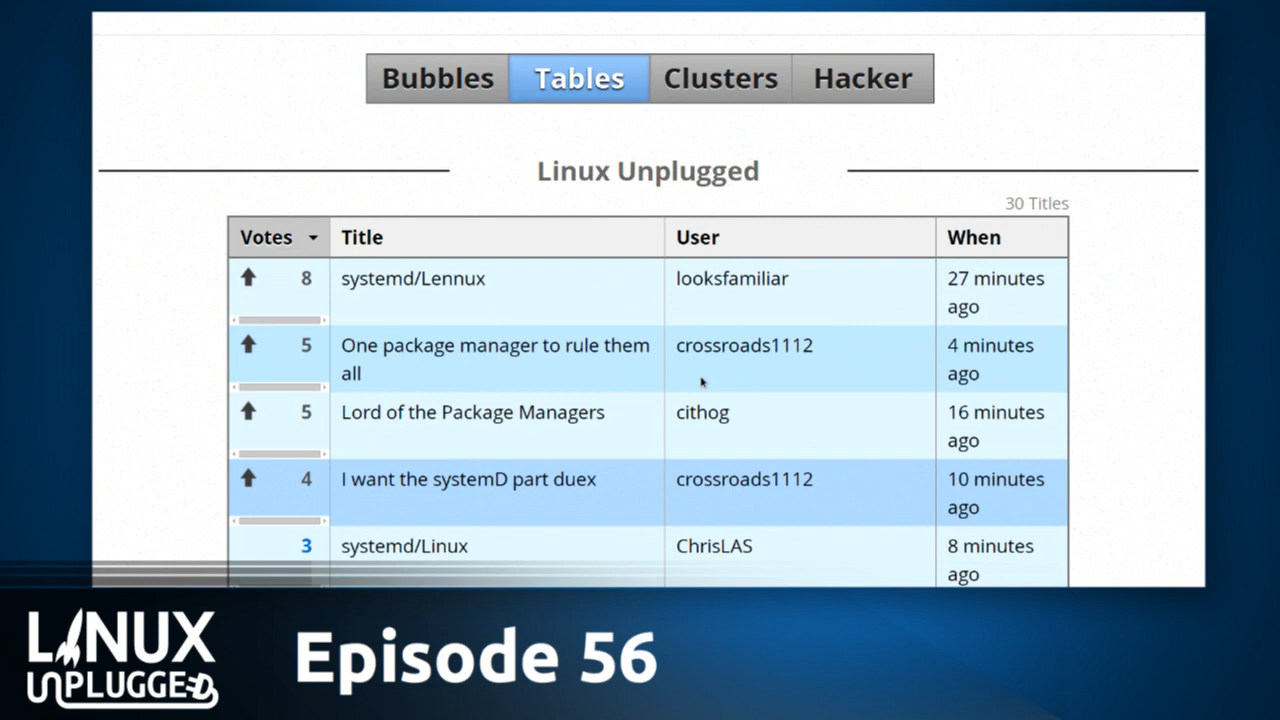 Bubbles Tables Clusters Hacker
Linux Unplugged
30 Titles
Votes Title User When
8 systemd/Lennux looksfamiliar 27 minutes
ago
5 One package manager to rule them crossroads1112 4 minutes
all ago
5 Lord of the Package Managers cithog 16 minutes
ago
4 I want the systemD part duex crossroads1112 10 minutes
ago
3 systemd/Linux ChrisLAS 8 minutes
ago
LINUX
UNPLUGGED
Episode 56